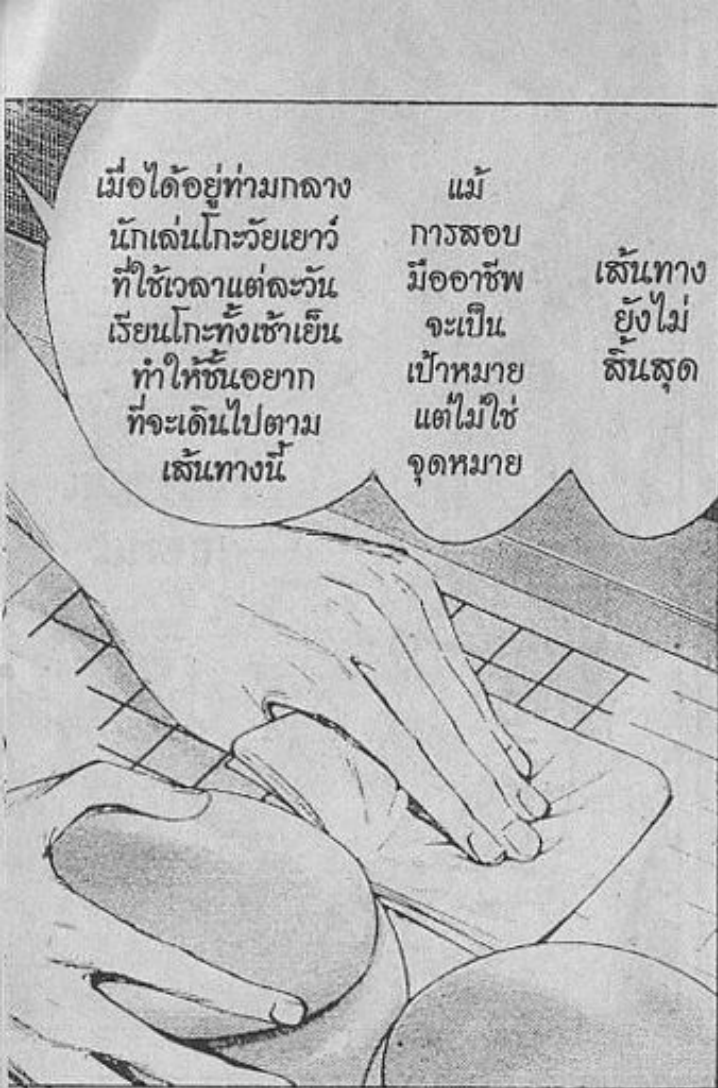 เมื่อได้อยู่ท่ามกลาง
นักเล่นโกะวัยเยาว์
ที่ใช้เวลาแต่ละวัน
เรียนโกะทั้งเช้าเย็น
ทำให้ชั้นอยาก
ที่จะเดินไปตาม
เส้นทางนี้
แม้
การสอบ
มืออาชีพ
จะเป็น
เป้าหมาย
แต่ไม่ใช่
จุดหมาย
เส้นทาง
ยังไม่
สิ้นสุด